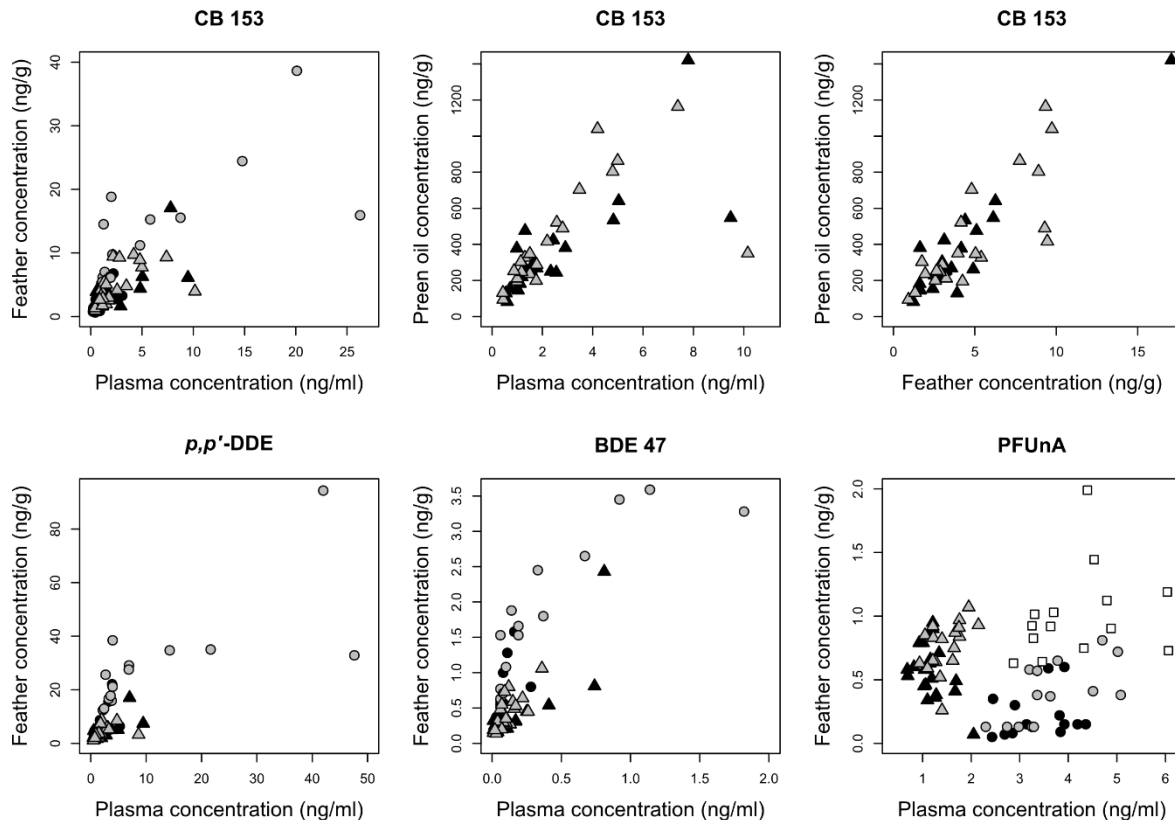 CB 153 CB 153 CB 153
Feather concentration (ng/g)
40
30
20
10
0
0 5 10 15 20 25
Plasma concentration (ng/ml)
Preen oil concentration (ng/g)
1200
800
600
400
200
0
0 2 4 6 8 10
Plasma concentration (ng/ml)
Preen oil concentration (ng/g)
1200
800
600
400
200
0
0 5 10 15
Feather concentration (ng/g)
p,p′-DDE BDE 47 PFUnA
Feather concentration (ng/g)
80
60
40
20
0
0 10 20 30 40 50
Plasma concentration (ng/ml)
Feather concentration (ng/g)
3.5
3.0
2.5
2.0
1.5
1.0
0.5
0.0
0.0 0.5 1.0 1.5 2.0
Plasma concentration (ng/ml)
Feather concentration (ng/g)
2.0
1.5
1.0
0.5
0.0
1 2 3 4 5 6
Plasma concentration (ng/ml)